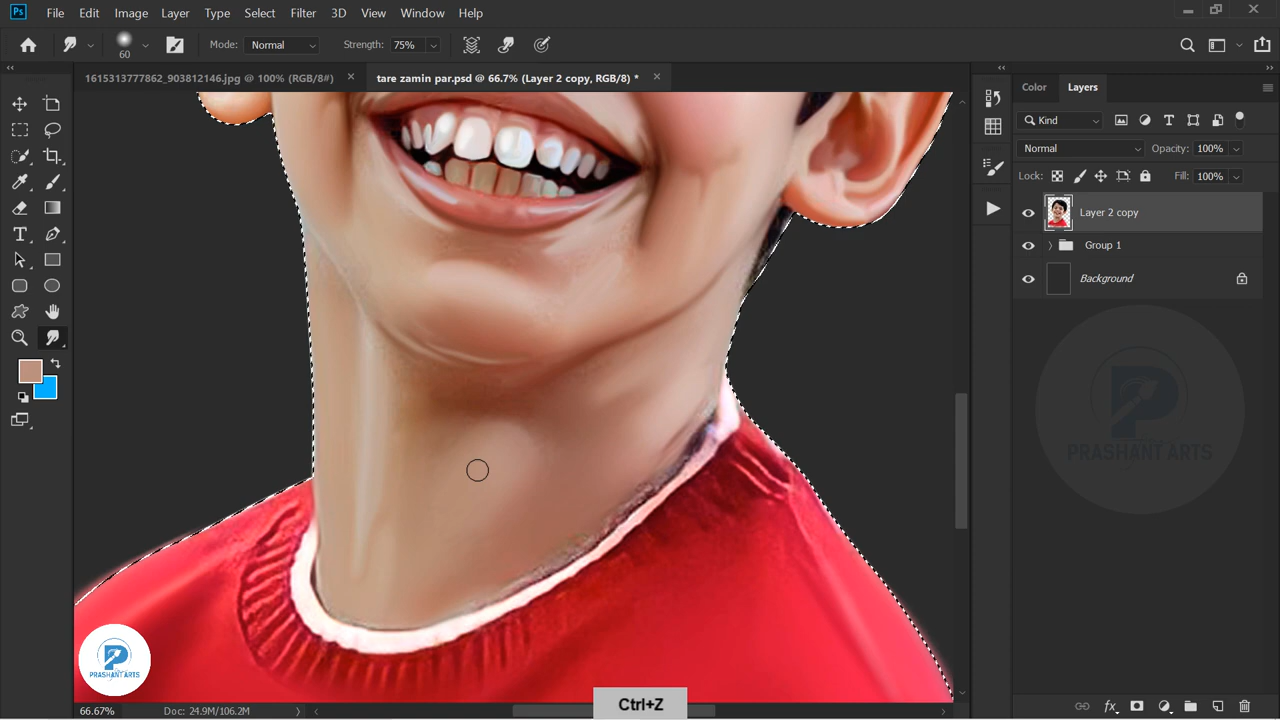 Ps File Edit Image Layer Type Select Filter 3D View Window Help
60 Mode: Normal Strength: 75%
1615313777862_903812146.jpg @ 100% (RGB/8#) × tare zamin par.psd @ 66.7% (Layer 2 copy, RGB/8) * ×
Color Layers
Kind
Normal Opacity: 100%
Lock: Fill: 100%
Layer 2 copy
Group 1
Background
PRASHANT ARTS
PRASHANT ARTS
Ctrl+Z
66.67% Doc: 24.9M/106.2M